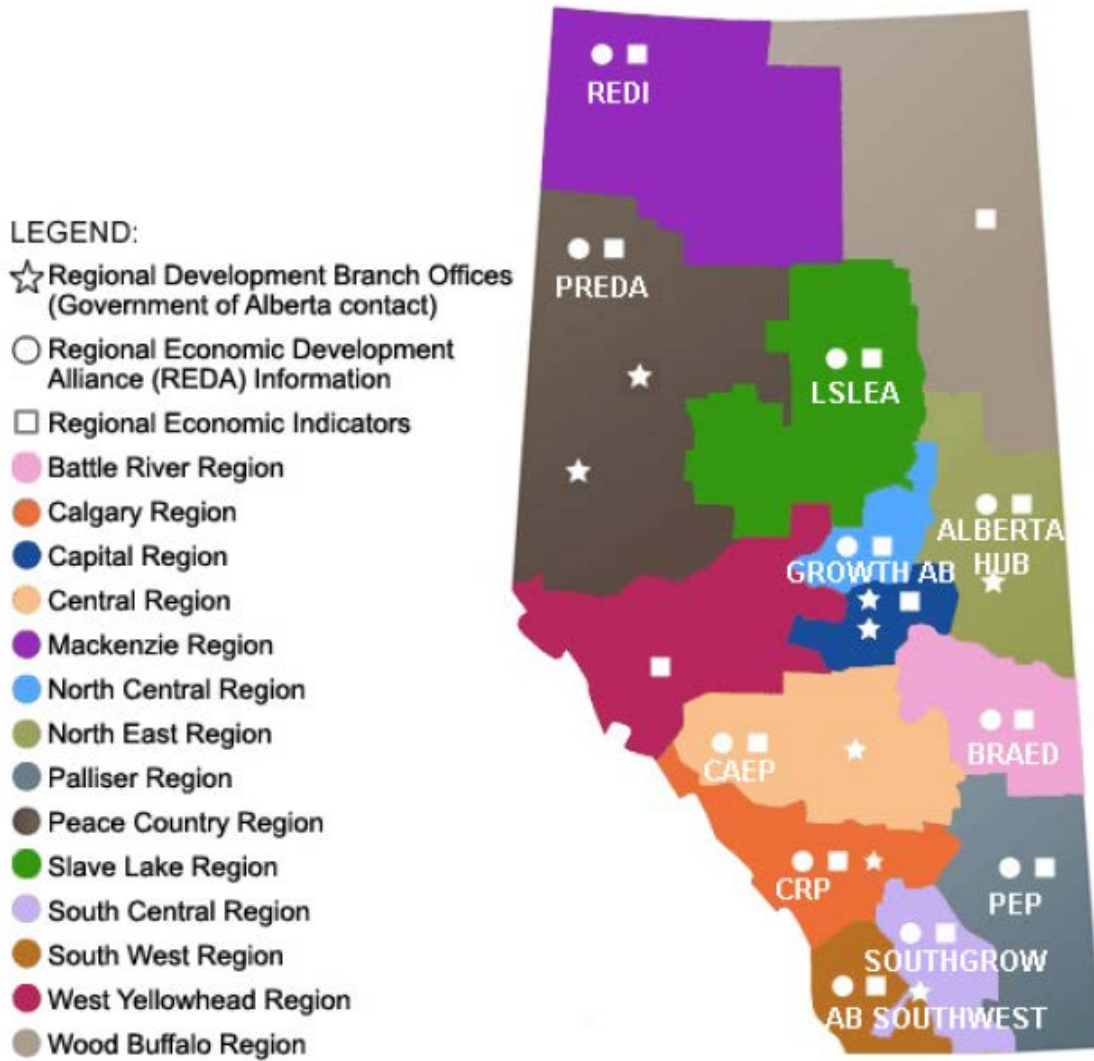 LEGEND:
Regional Development Branch Offices
(Government of Alberta contact)
Regional Economic Development
Alliance (REDA) Information
Regional Economic Indicators
Battle River Region
Calgary Region
Capital Region
Central Region
Mackenzie Region
North Central Region
North East Region
Palliser Region
Peace Country Region
Slave Lake Region
South Central Region
South West Region
West Yellowhead Region
Wood Buffalo Region
REDI
PREDA
LSLEA
ALBERTA
HUB
GROWTH AB
BRAED
CAEP
CRP
PEP
SOUTHGROW
AB SOUTHWEST